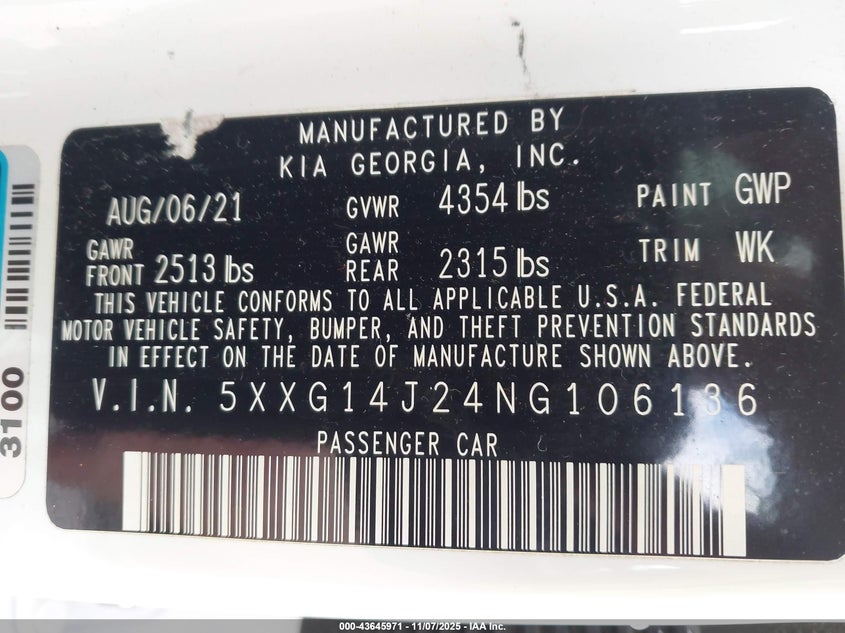 MANUFACTURED BY
KIA GEORGIA, INC.
AUG/06/21 GVWR 4354 lbs PAINT GWP
GAWR FRONT 2513 lbs GAWR REAR 2315 lbs TRIM WK
THIS VEHICLE CONFORMS TO ALL APPLICABLE U.S.A. FEDERAL
MOTOR VEHICLE SAFETY, BUMPER, AND THEFT PREVENTION STANDARDS
IN EFFECT ON THE DATE OF MANUFACTURE SHOWN ABOVE.
V.I.N. 5XXG14J24NG106136
PASSENGER CAR
3100
000-43645971 - 11/07/2025 - IAA Inc.